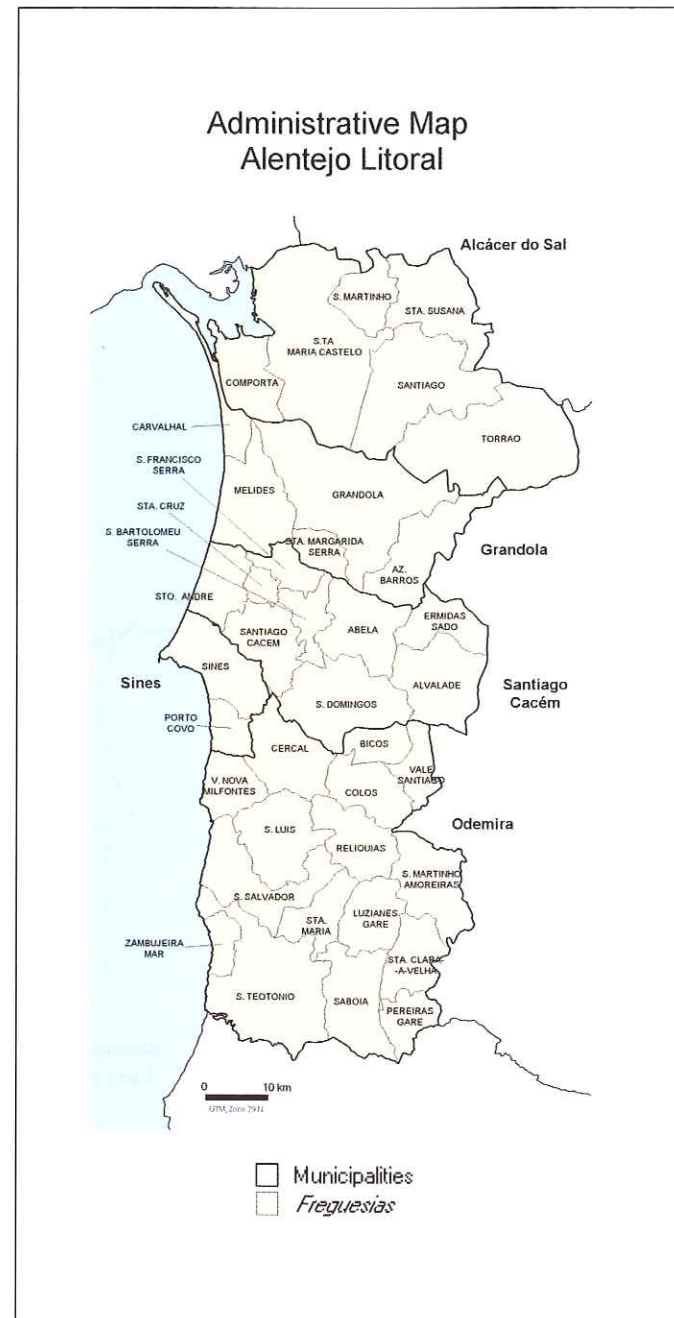 Administrative Map
Alentejo Litoral
Alcácer do Sal
S. MARTINHO
STA. SUSANA
S.TA
MARIA CASTELO
COMPORTA
SANTIAGO
CARVALHAL
TORRAO
S. FRANCISCO
SERRA
MELIDES
GRANDOLA
STA. CRUZ
S. BARTOLOMEU
SERRA
STA. MARGARIDA
SERRA
Grandola
AZ.
BARROS
STO. ANDRE
ERMIDAS
SADO
SANTIAGO
CACEM
ABELA
SINES
Sines
ALVALADE
Santiago
Cacém
S. DOMINGOS
PORTO
COVO
CERCAL
BICOS
V. NOVA
MILFONTES
VALE
SANTIAGO
COLOS
Odemira
S. LUIS
RELIQUIAS
S. MARTINHO
AMOREIRAS
S. SALVADOR
STA.
MARIA
LUZIANES
GARE
ZAMBUJEIRA
MAR
STA. CLARA-
-A-VELHA
S. TEOTONIO
SABOIA
PEREIRAS
GARE
0 10 km
UTM, Zone 29 N
Municipalities
Freguesias